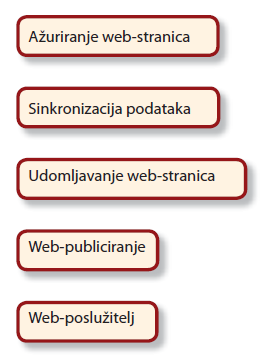 Ažuriranje web-stranica
Sinkronizacija podataka
Udomljavanje web-stranica
Web-publiciranje
Web-poslužitelj